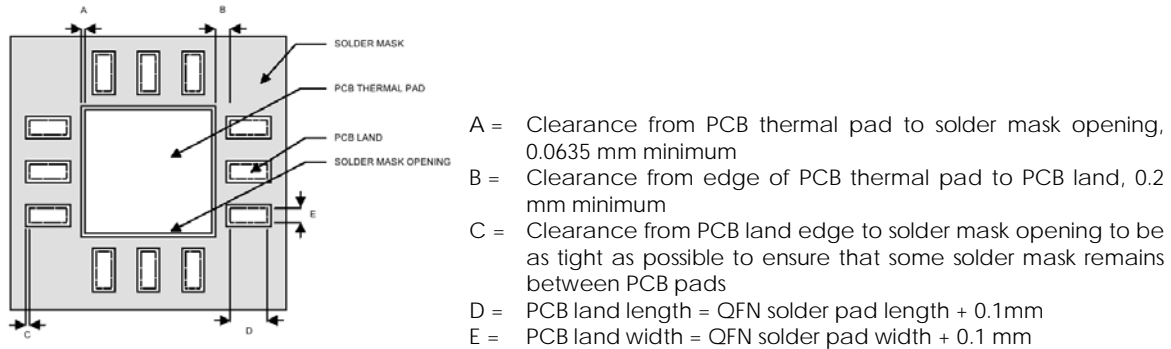 A
B
SOLDER MASK
PCB THERMAL PAD
PCB LAND
SOLDER MASK OPENING
E
C
D
A = Clearance from PCB thermal pad to solder mask opening,
0.0635 mm minimum
B = Clearance from edge of PCB thermal pad to PCB land, 0.2
mm minimum
C = Clearance from PCB land edge to solder mask opening to be
as tight as possible to ensure that some solder mask remains
between PCB pads
D = PCB land length = QFN solder pad length + 0.1mm
E = PCB land width = QFN solder pad width + 0.1 mm